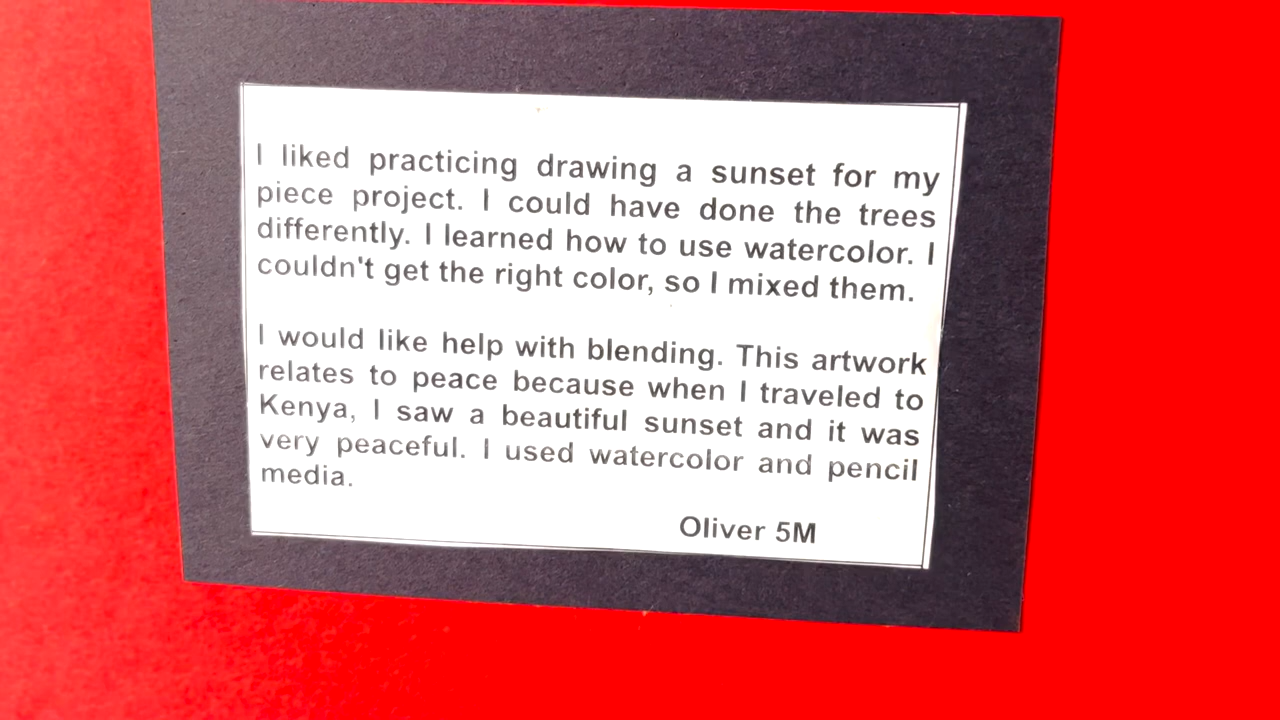 I liked practicing drawing a sunset for my
piece project. I could have done the trees
differently. I learned how to use watercolor. I
couldn't get the right color, so I mixed them.
I would like help with blending. This artwork
relates to peace because when I traveled to
Kenya, I saw a beautiful sunset and it was
very peaceful. I used watercolor and pencil
media.
Oliver 5M